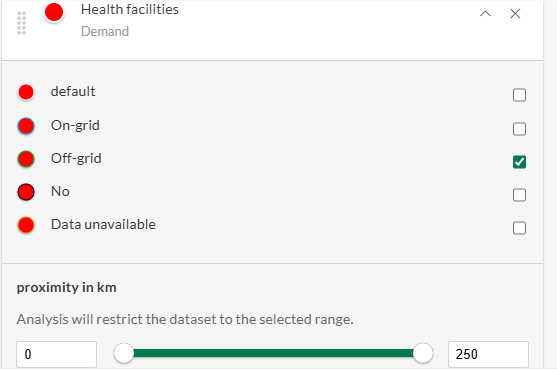 Health facilities
Demand
default
On-grid
Off-grid
No
Data unavailable
proximity in km
Analysis will restrict the dataset to the selected range.
0 250